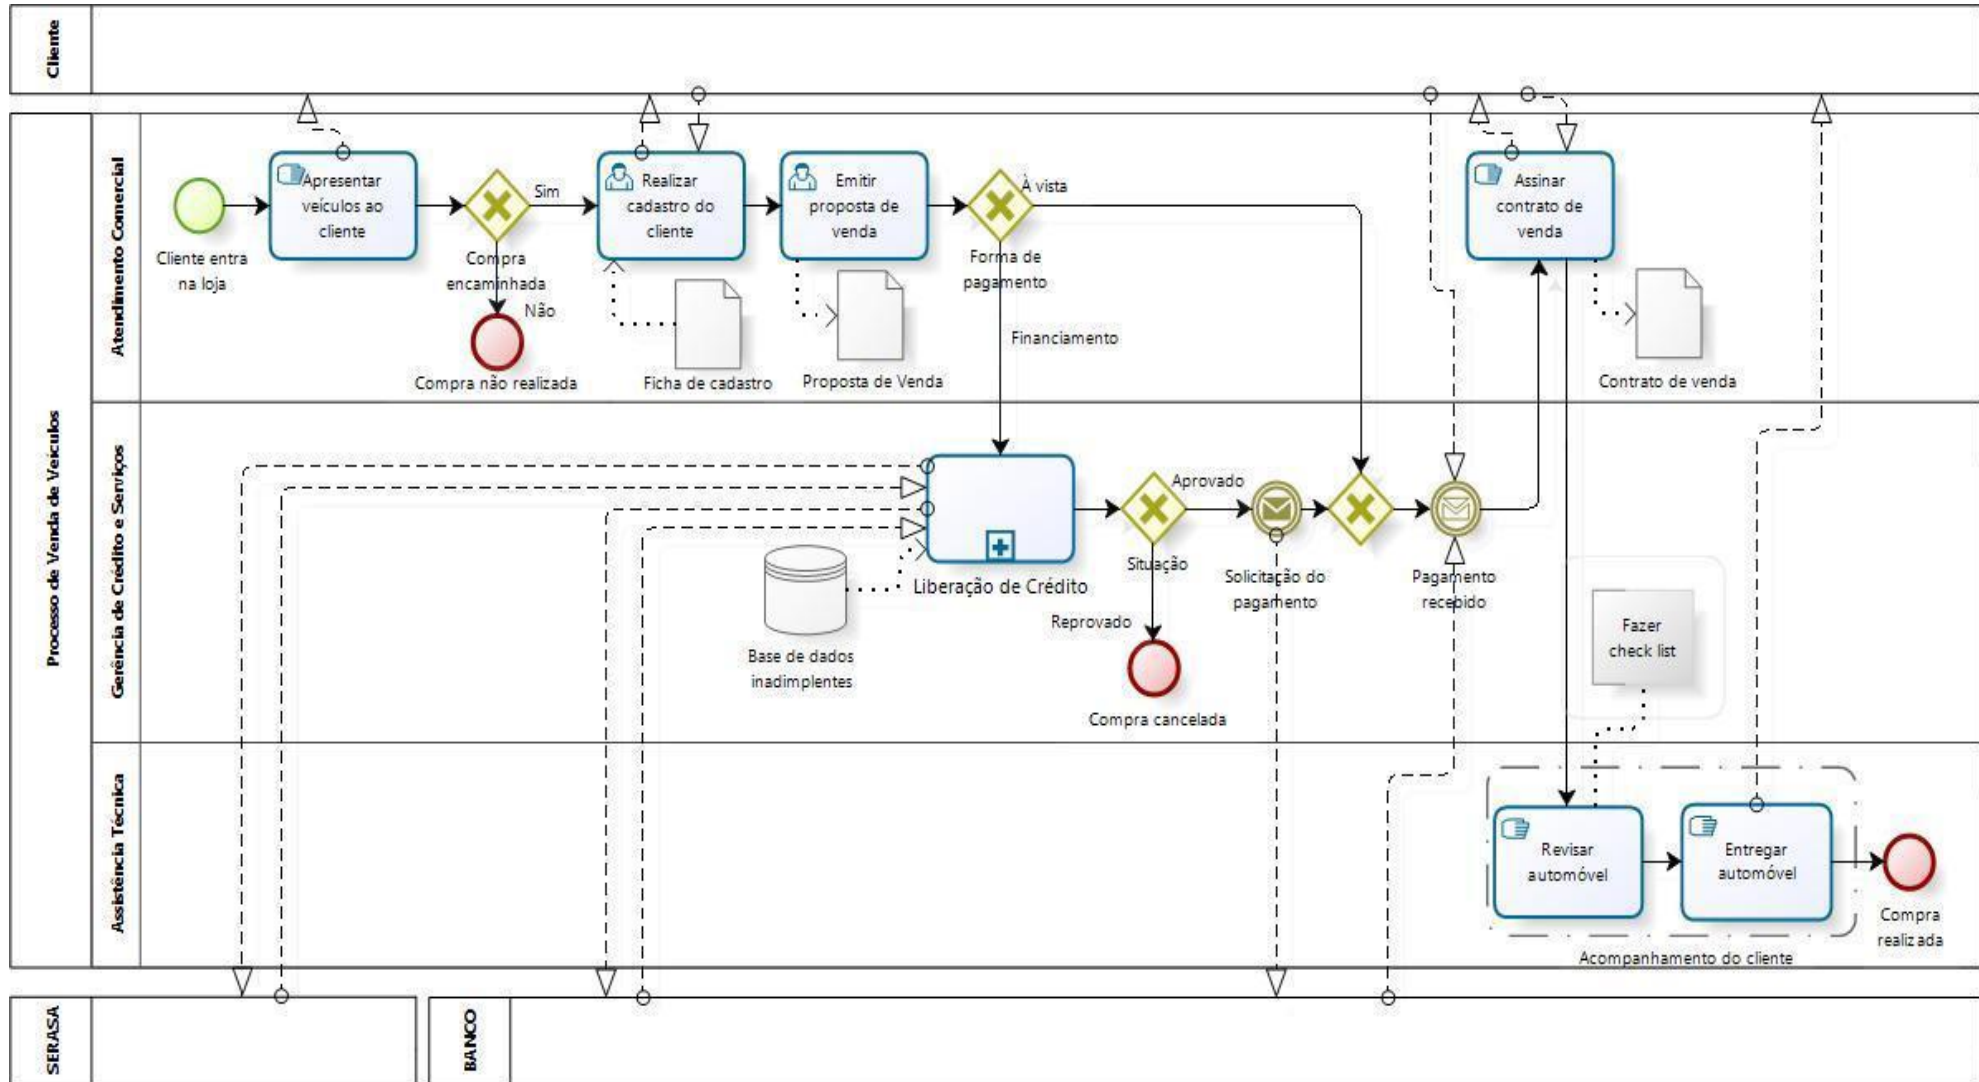 Cliente
Processo de Venda de Veículos
Atendimento Comercial
Cliente entra
na loja
Apresentar
veículos ao
cliente
Sim
Compra
encaminhada
Não
Compra não realizada
Realizar
cadastro do
cliente
Ficha de cadastro
Emitir
proposta de
venda
Proposta de Venda
À vista
Forma de
pagamento
Financiamento
Assinar
contrato de
venda
Contrato de venda
Gerência de Crédito e Serviços
Base de dados
inadimplentes
Liberação de Crédito
Aprovado
Situação
Reprovado
Compra cancelada
Solicitação do
pagamento
Pagamento
recebido
Fazer
check list
Assistência Técnica
Revisar
automóvel
Entregar
automóvel
Acompanhamento do cliente
Compra
realizada
SERASA
BANCO